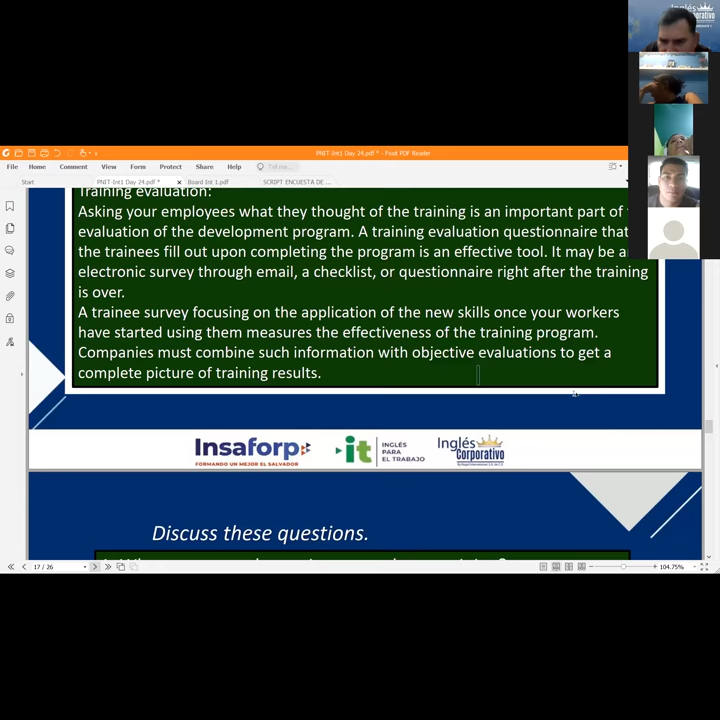 Inglés
Corporativo
PNIT-Int1 Day 24.pdf * - Foxit PDF Reader
File Home Comment View Form Protect Share Help Tell me...
Start PNIT-Int1 Day 24.pdf * Board Int 1.pdf SCRIPT ENCUESTA DE ...
Training evaluation:
Asking your employees what they thought of the training is an important part of
evaluation of the development program. A training evaluation questionnaire that
the trainees fill out upon completing the program is an effective tool. It may be a
electronic survey through email, a checklist, or questionnaire right after the training
is over.
A trainee survey focusing on the application of the new skills once your workers
have started using them measures the effectiveness of the training program.
Companies must combine such information with objective evaluations to get a
complete picture of training results.
Insaforp
FORMANDO UN MEJOR EL SALVADOR
it
INGLÉS
PARA
EL TRABAJO
Inglés
Corporativo
Discuss these questions.
17 / 26
104.75%